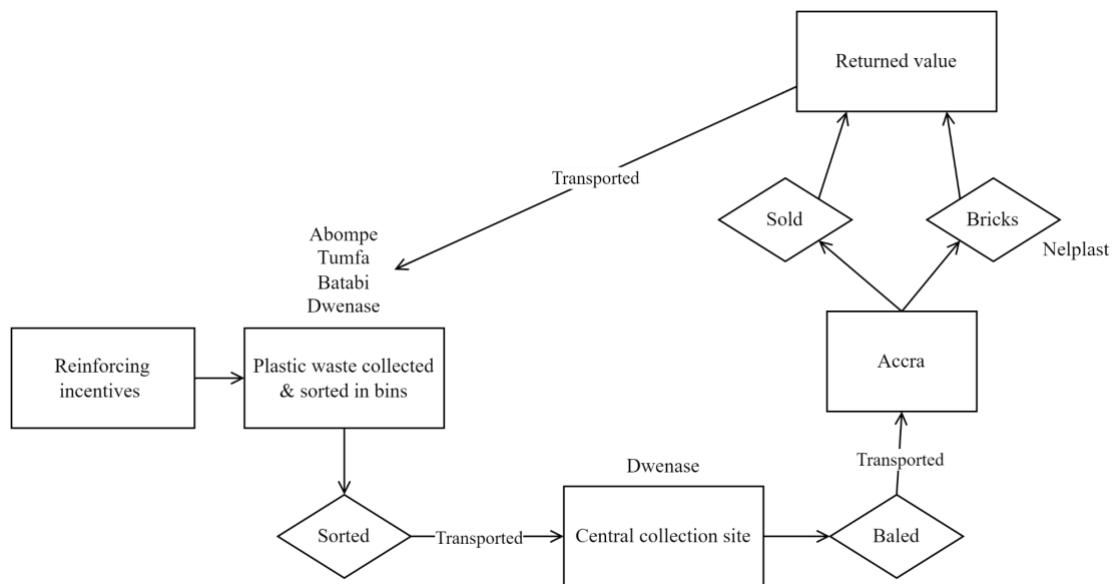 Returned value
Transported
Sold
Bricks
Nelplast
Abompe
Tumfa
Batabi
Dwenase
Reinforcing
incentives
Plastic waste collected
& sorted in bins
Accra
Transported
Dwenase
Sorted
Transported
Central collection site
Baled